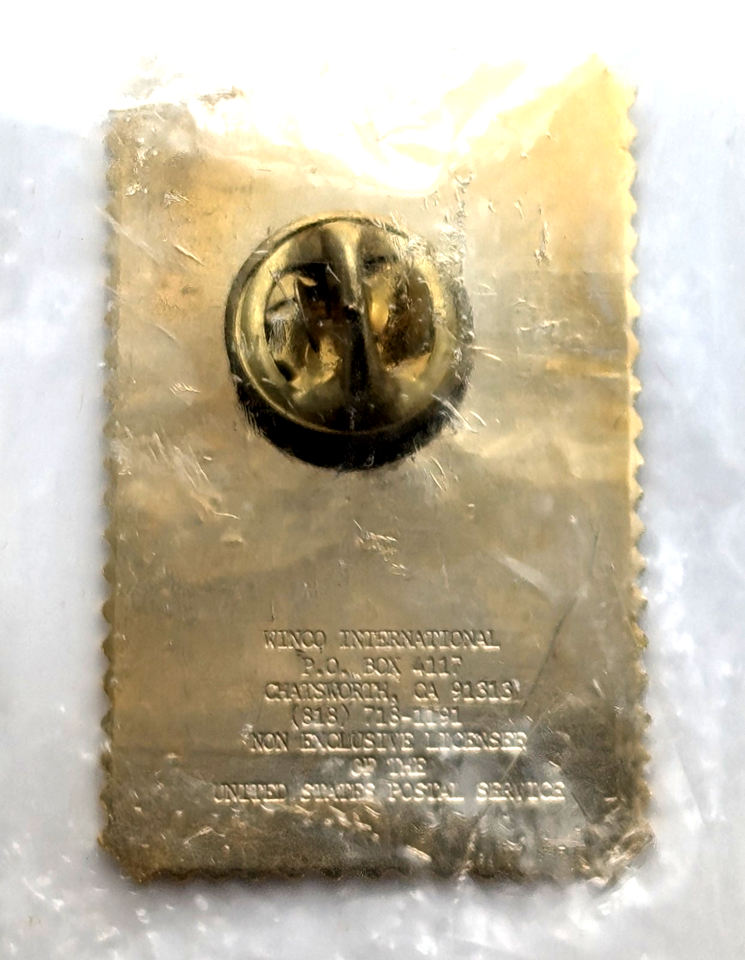 WINCO INTERNATIONAL
P.O. BOX 4117
CHATSWORTH, CA 91313
(818) 718-1191
NON EXCLUSIVE LICENSEE
OF THE
UNITED STATES POSTAL SERVICE